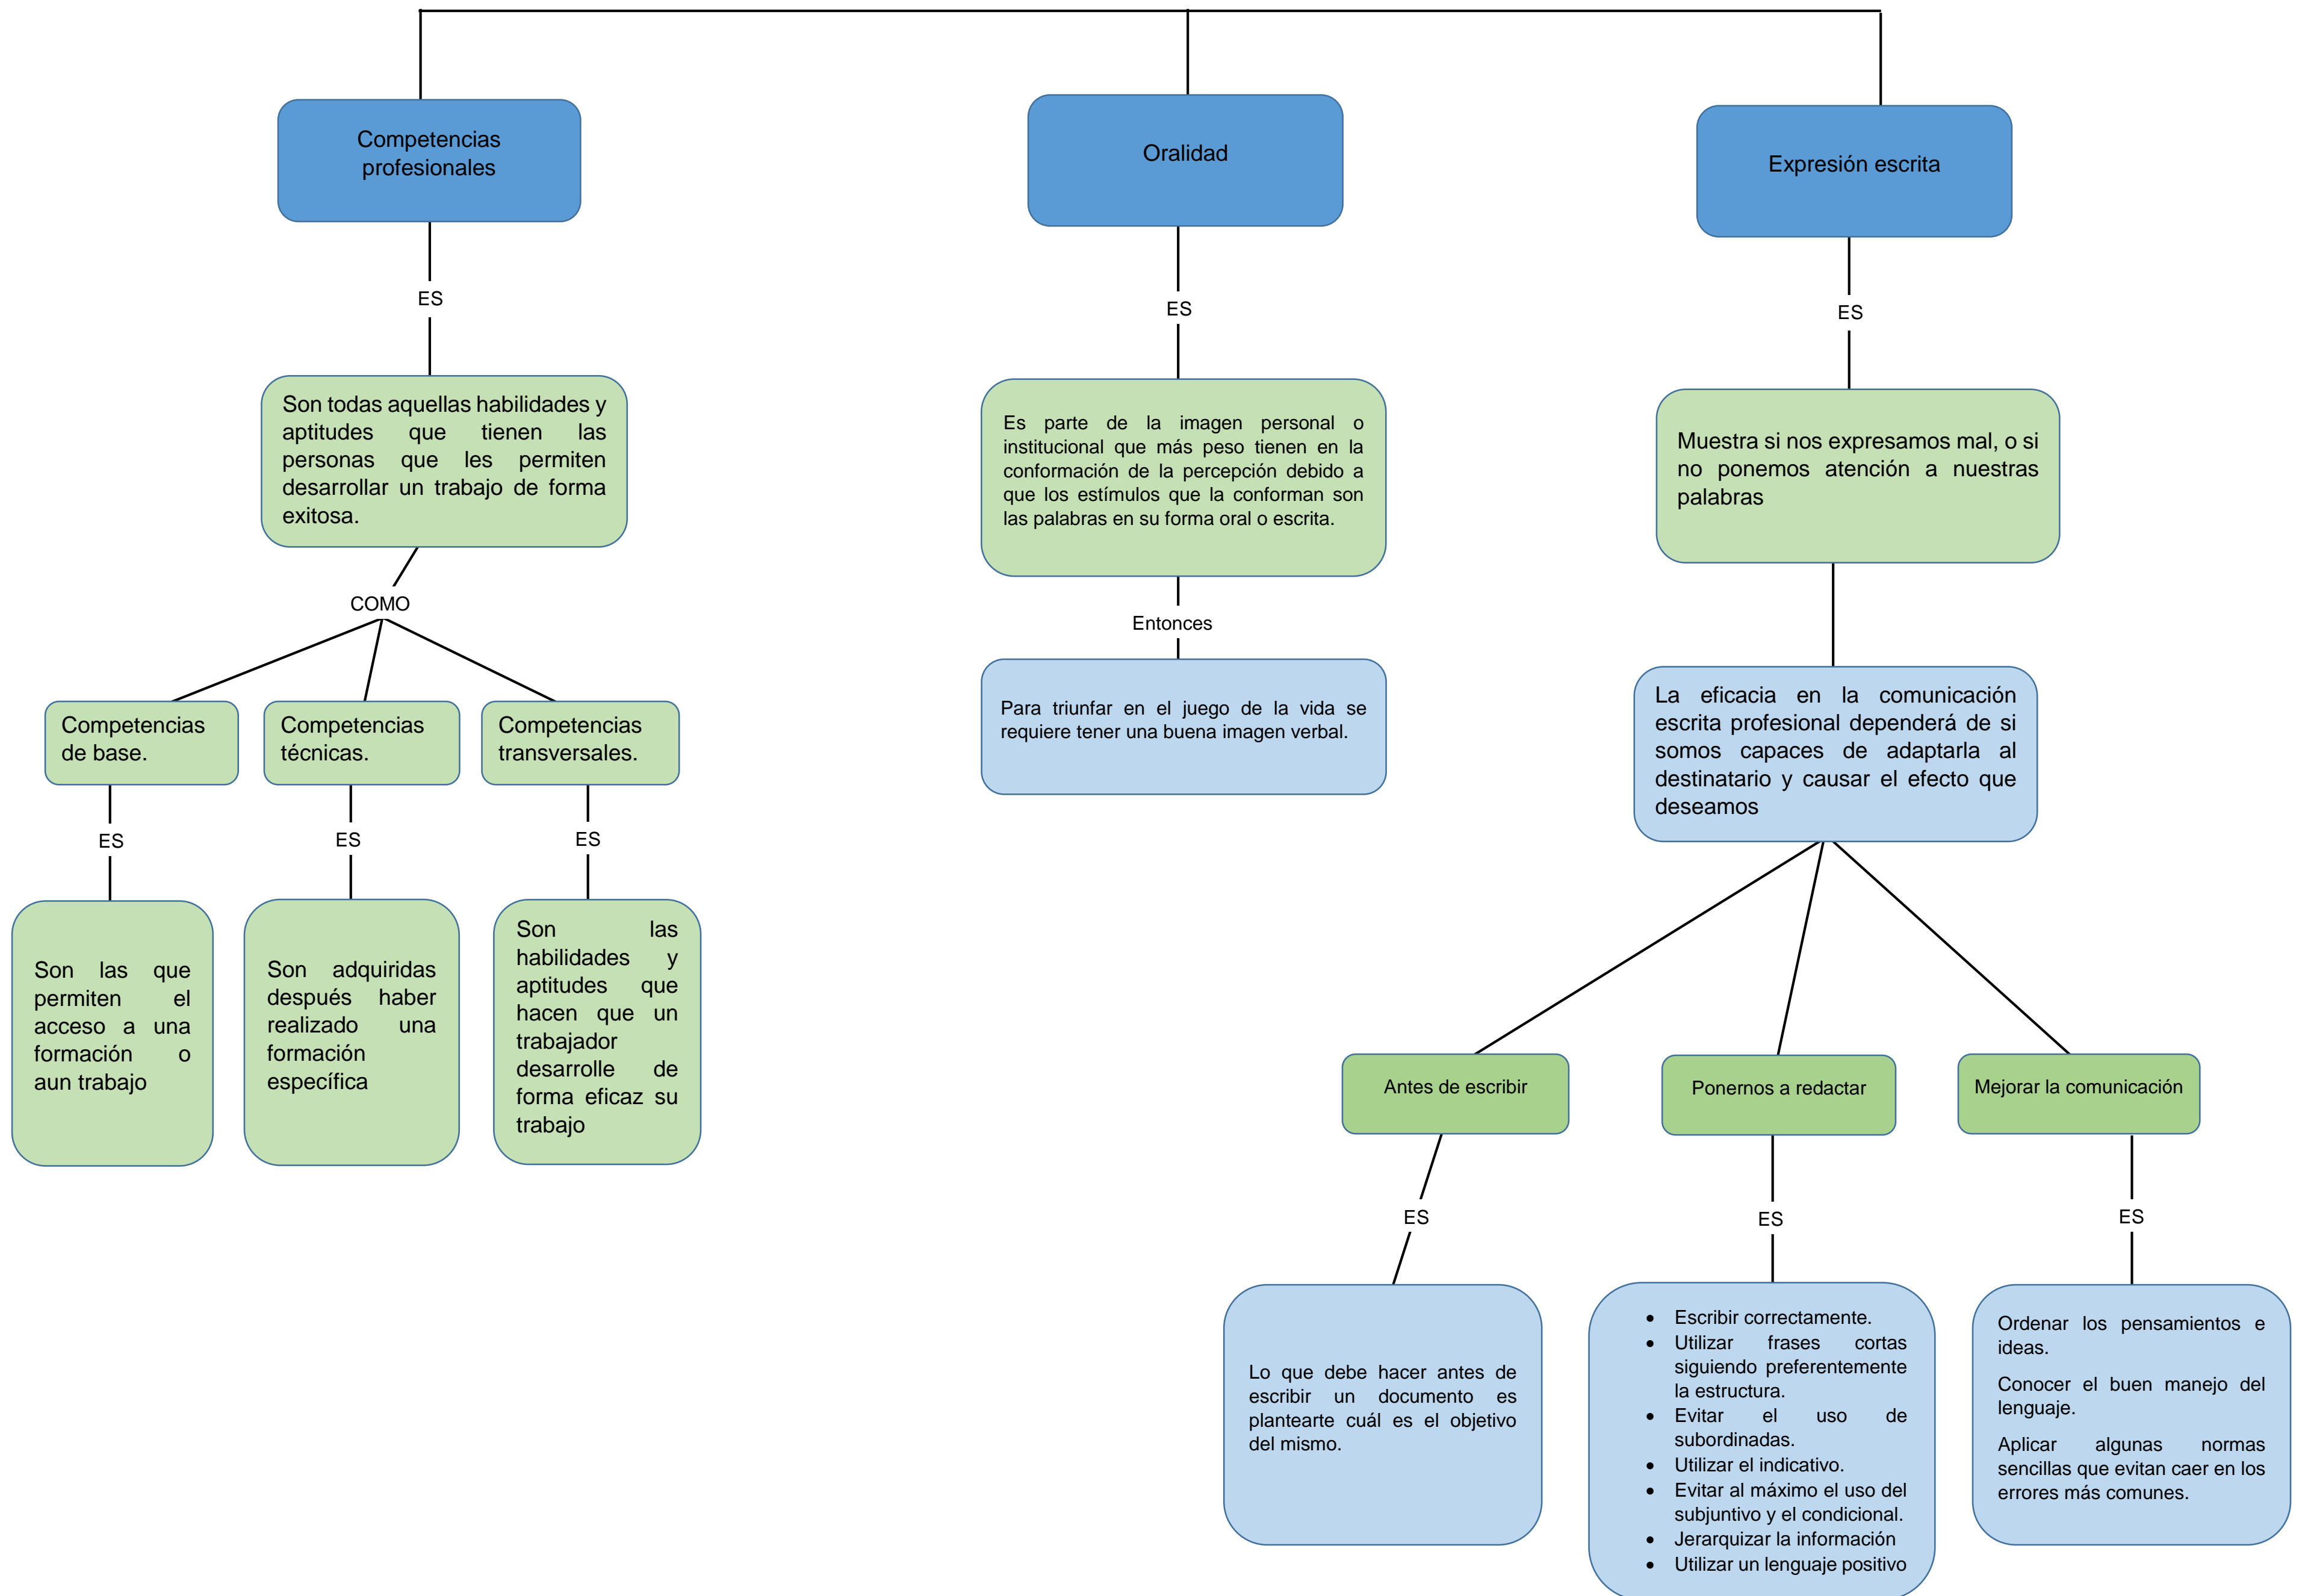 Competencias
profesionales
ES
Son todas aquellas habilidades y
aptitudes que tienen las
personas que les permiten
desarrollar un trabajo de forma
exitosa.
COMO
Competencias
de base.
ES
Son las que
permiten el
acceso a una
formación o
aun trabajo
Competencias
técnicas.
ES
Son adquiridas
después haber
realizado una
formación
específica
Competencias
transversales.
ES
Son las
habilidades y
aptitudes que
hacen que un
trabajador
desarrolle de
forma eficaz su
trabajo
Oralidad
ES
Es parte de la imagen personal o
institucional que más peso tienen en la
conformación de la percepción debido a
que los estímulos que la conforman son
las palabras en su forma oral o escrita.
Entonces
Para triunfar en el juego de la vida se
requiere tener una buena imagen verbal.
Expresión escrita
ES
Muestra si nos expresamos mal, o si
no ponemos atención a nuestras
palabras
La eficacia en la comunicación
escrita profesional dependerá de si
somos capaces de adaptarla al
destinatario y causar el efecto que
deseamos
Antes de escribir
ES
Lo que debe hacer antes de
escribir un documento es
plantearte cuál es el objetivo
del mismo.
Ponernos a redactar
ES
• Escribir correctamente.
• Utilizar frases cortas
siguiendo preferentemente
la estructura.
• Evitar el uso de
subordinadas.
• Utilizar el indicativo.
• Evitar al máximo el uso del
subjuntivo y el condicional.
• Jerarquizar la información
• Utilizar un lenguaje positivo
Mejorar la comunicación
ES
Ordenar los pensamientos e
ideas.
Conocer el buen manejo del
lenguaje.
Aplicar algunas normas
sencillas que evitan caer en los
errores más comunes.